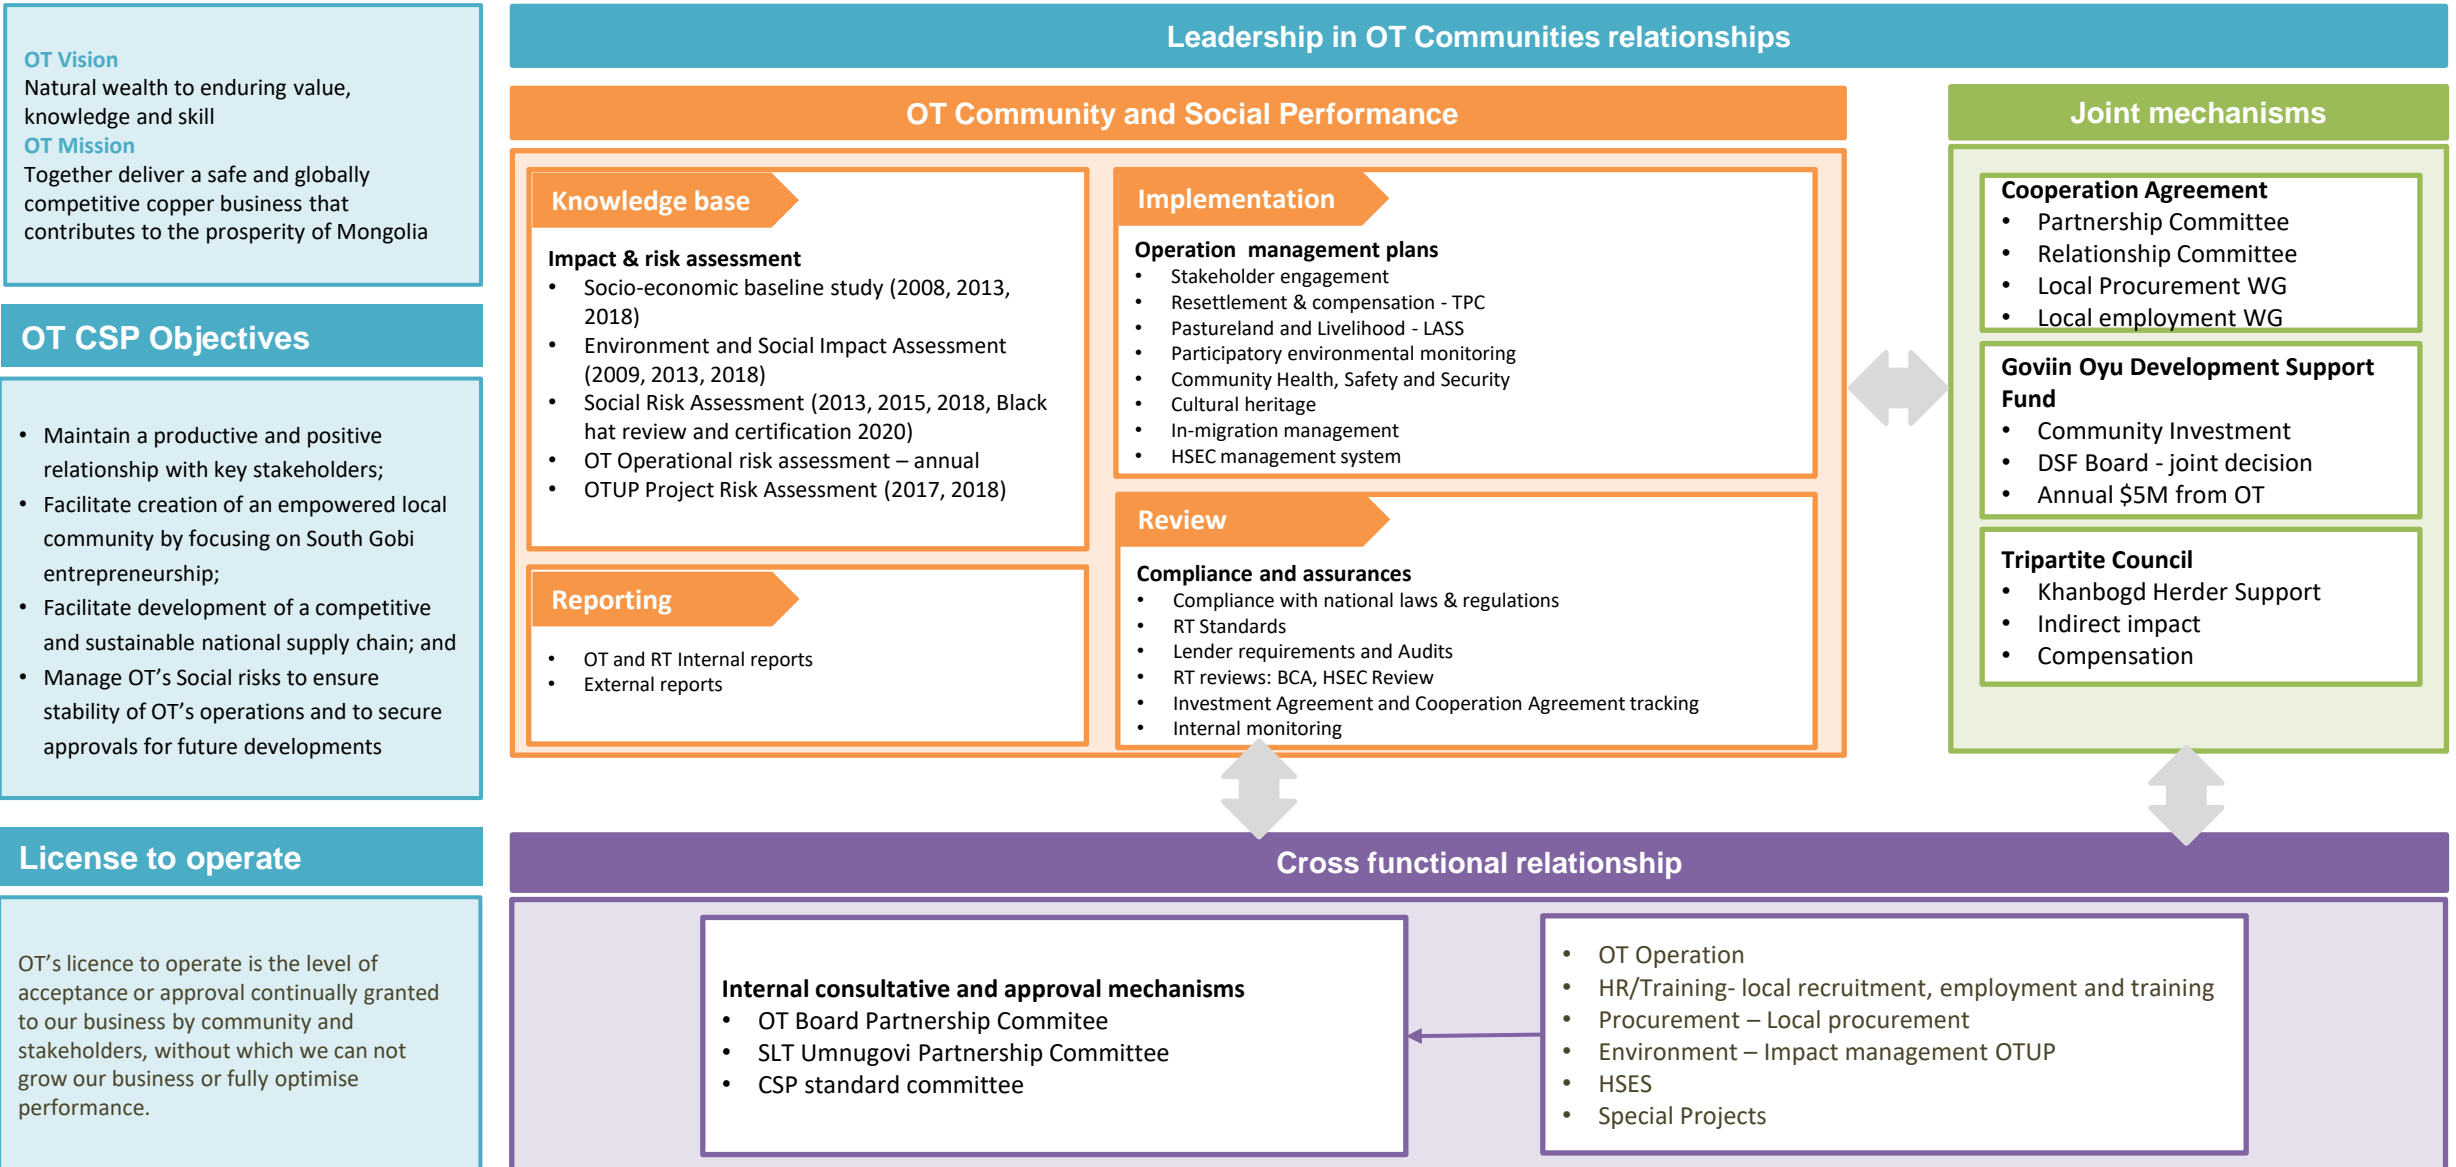 OT Vision
Natural wealth to enduring value,
knowledge and skill
OT Mission
Together deliver a safe and globally
competitive copper business that
contributes to the prosperity of Mongolia
OT CSP Objectives
• Maintain a productive and positive
relationship with key stakeholders;
• Facilitate creation of an empowered local
community by focusing on South Gobi
entrepreneurship;
• Facilitate development of a competitive
and sustainable national supply chain; and
• Manage OT's Social risks to ensure
stability of OT's operations and to secure
approvals for future developments
License to operate
OT's licence to operate is the level of
acceptance or approval continually granted
to our business by community and
stakeholders, without which we can not
grow our business or fully optimise
performance.
Leadership in OT Communities relationships
OT Community and Social Performance
Knowledge base
Impact & risk assessment
• Socio-economic baseline study (2008, 2013,
2018)
• Environment and Social Impact Assessment
(2009, 2013, 2018)
• Social Risk Assessment (2013, 2015, 2018, Black
hat review and certification 2020)
• OT Operational risk assessment – annual
• OTUP Project Risk Assessment (2017, 2018)
Reporting
• OT and RT Internal reports
• External reports
Implementation
Operation management plans
• Stakeholder engagement
• Resettlement & compensation - TPC
• Pastureland and Livelihood - LASS
• Participatory environmental monitoring
• Community Health, Safety and Security
• Cultural heritage
• In-migration management
• HSEC management system
Review
Compliance and assurances
• Compliance with national laws & regulations
• RT Standards
• Lender requirements and Audits
• RT reviews: BCA, HSEC Review
• Investment Agreement and Cooperation Agreement tracking
• Internal monitoring
Joint mechanisms
Cooperation Agreement
• Partnership Committee
• Relationship Committee
• Local Procurement WG
• Local employment WG
Goviin Oyu Development Support
Fund
• Community Investment
• DSF Board - joint decision
• Annual $5M from OT
Tripartite Council
• Khanbogd Herder Support
• Indirect impact
• Compensation
Cross functional relationship
Internal consultative and approval mechanisms
• OT Board Partnership Commitee
• SLT Umnugovi Partnership Committee
• CSP standard committee
• OT Operation
• HR/Training- local recruitment, employment and training
• Procurement – Local procurement
• Environment – Impact management OTUP
• HSES
• Special Projects